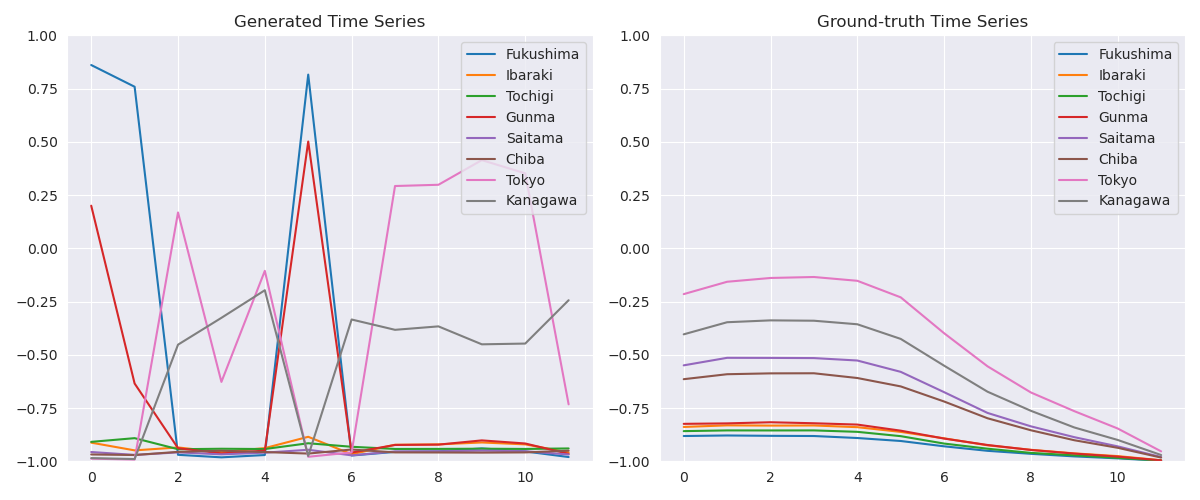 Generated Time Series
1.00
0.75
0.50
0.25
0.00
−0.25
−0.50
−0.75
−1.00
0 2 4 6 8 10
Fukushima
Ibaraki
Tochigi
Gunma
Saitama
Chiba
Tokyo
Kanagawa
Ground-truth Time Series
1.00
0.75
0.50
0.25
0.00
−0.25
−0.50
−0.75
−1.00
0 2 4 6 8 10
Fukushima
Ibaraki
Tochigi
Gunma
Saitama
Chiba
Tokyo
Kanagawa